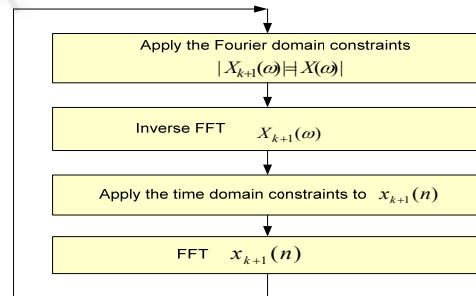 Apply the Fourier domain constraints
| X_{k+1}(ω)|=| X(ω)|
Inverse FFT X_{k+1}(ω)
Apply the time domain constraints to x_{k+1}(n)
FFT x_{k+1}(n)